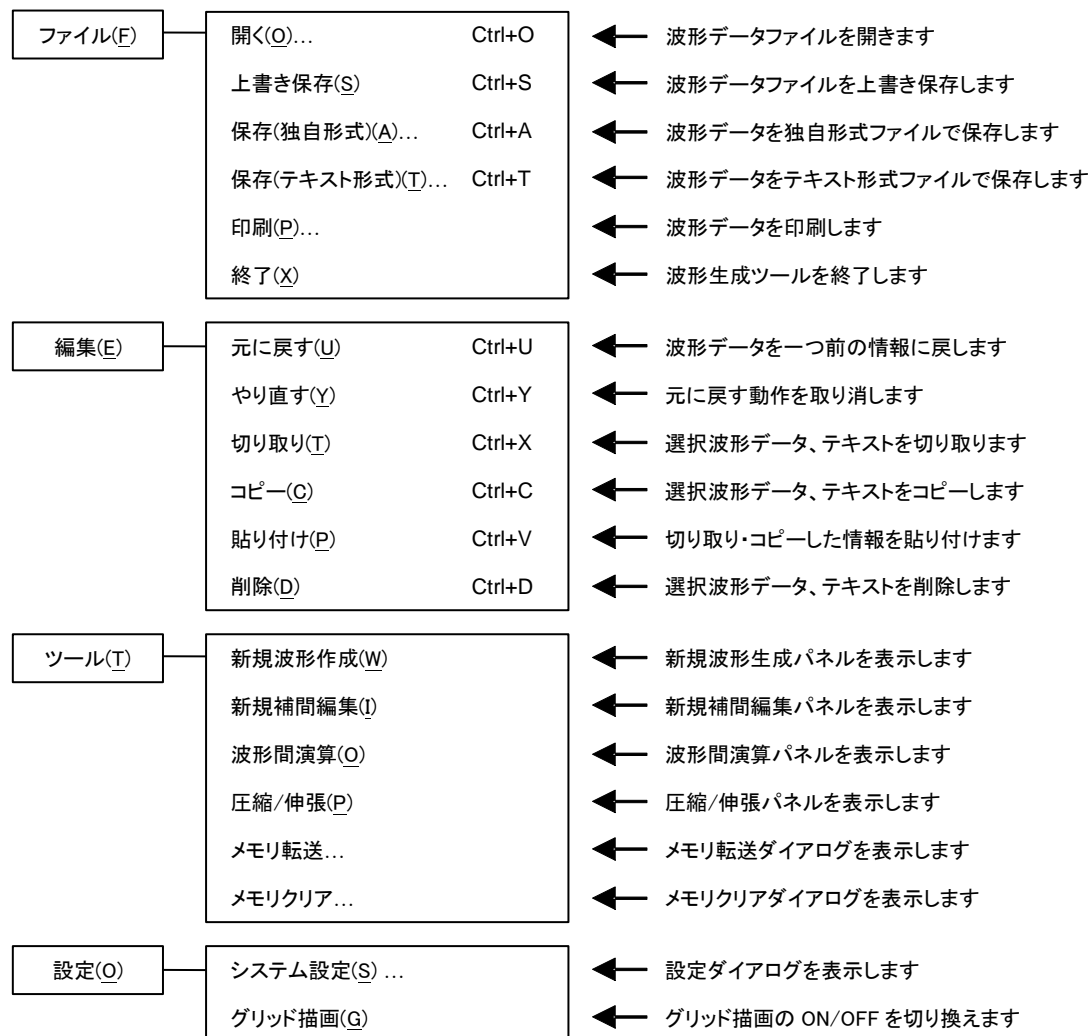 ファイル(F) 開く(O)... Ctrl+O 波形データファイルを開きます
上書き保存(S) Ctrl+S 波形データファイルを上書き保存します
保存(独自形式)(A)... Ctrl+A 波形データを独自形式ファイルで保存します
保存(テキスト形式)(T)... Ctrl+T 波形データをテキスト形式ファイルで保存します
印刷(P)... 波形データを印刷します
終了(X) 波形生成ツールを終了します
編集(E) 元に戻す(U) Ctrl+U 波形データを一つ前の情報に戻します
やり直す(Y) Ctrl+Y 元に戻す動作を取り消します
切り取り(T) Ctrl+X 選択波形データ、テキストを切り取ります
コピー(C) Ctrl+C 選択波形データ、テキストをコピーします
貼り付け(P) Ctrl+V 切り取り・コピーした情報を貼り付けます
削除(D) Ctrl+D 選択波形データ、テキストを削除します
ツール(T) 新規波形作成(W) 新規波形生成パネルを表示します
新規補間編集(I) 新規補間編集パネルを表示します
波形間演算(O) 波形間演算パネルを表示します
圧縮/伸張(P) 圧縮/伸張パネルを表示します
メモリ転送... メモリ転送ダイアログを表示します
メモリクリア... メモリクリアダイアログを表示します
設定(O) システム設定(S) ... 設定ダイアログを表示します
グリッド描画(G) グリッド描画の ON/OFF を切り換えます